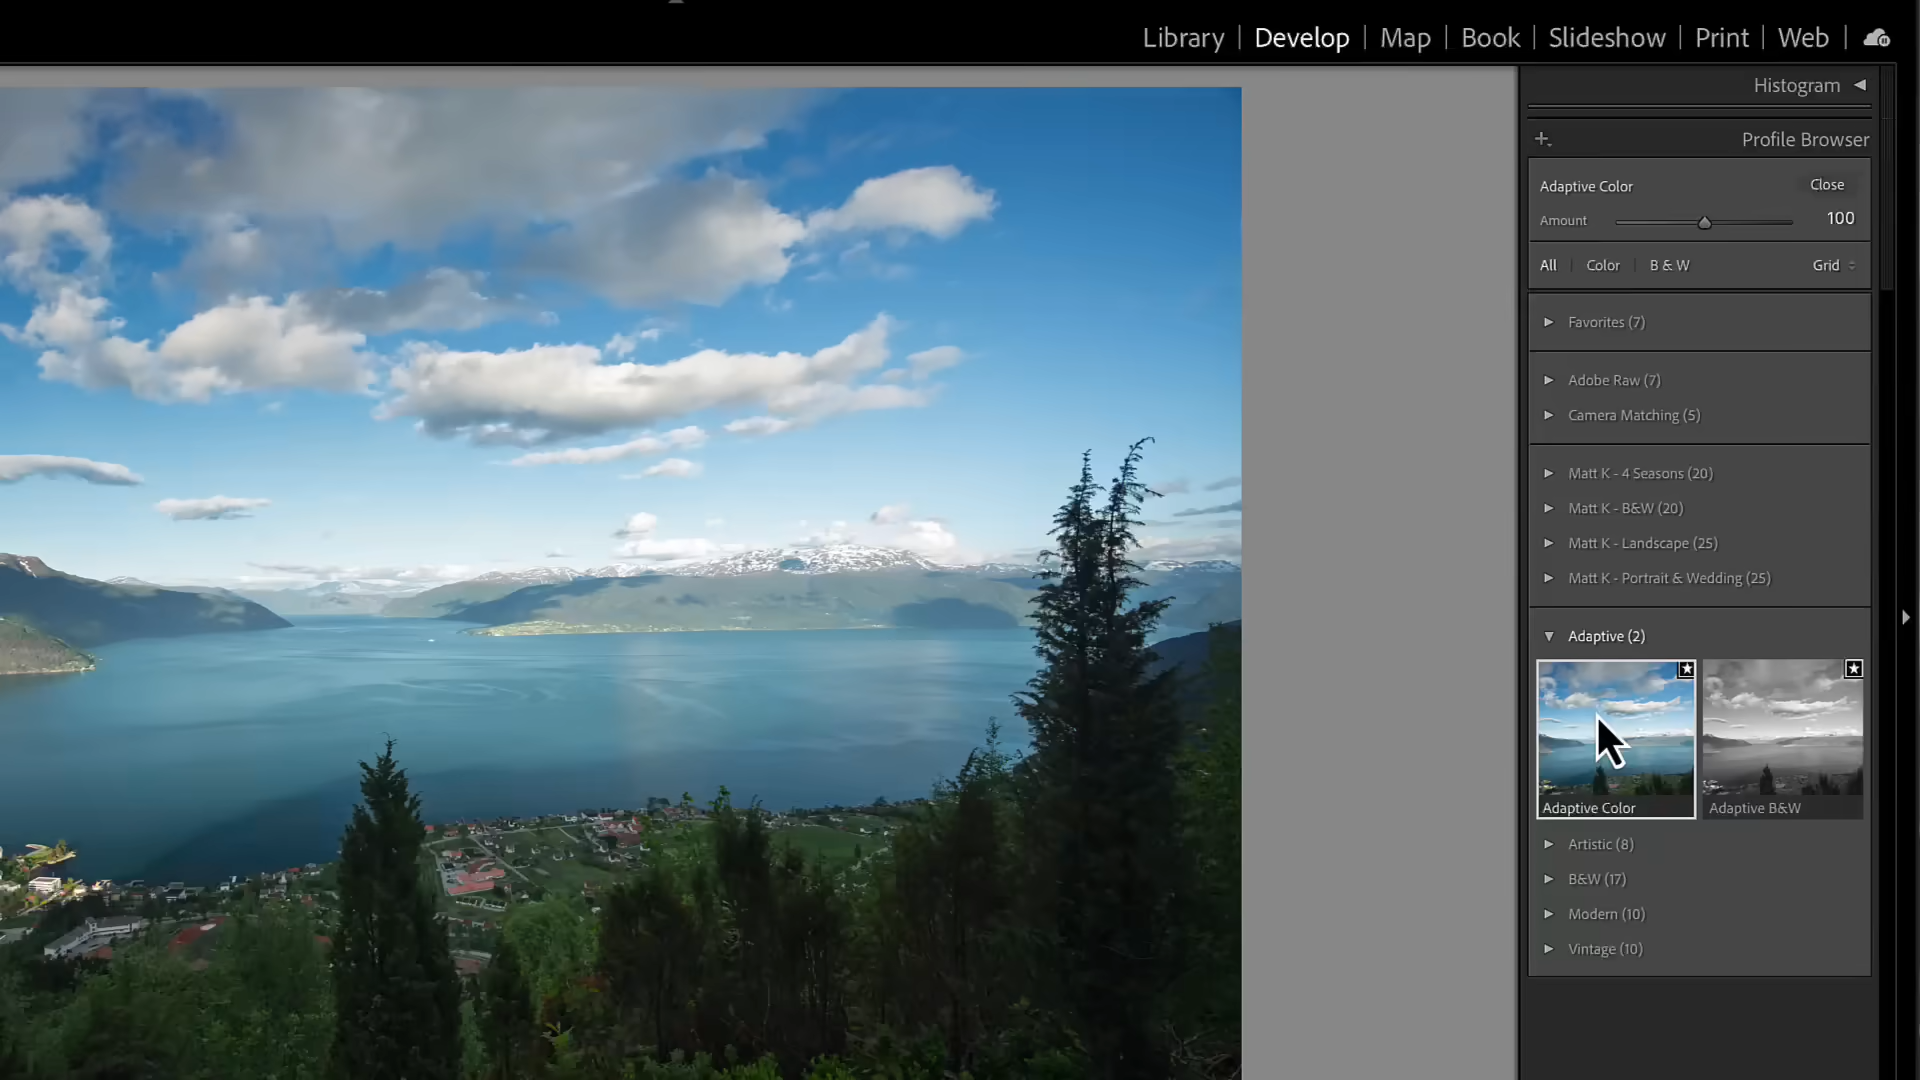 Library | Develop | Map | Book | Slideshow | Print | Web |
Histogram
Profile Browser
Adaptive Color Close
Amount 100
All Color B & W Grid
Favorites (7)
Adobe Raw (7)
Camera Matching (5)
Matt K - 4 Seasons (20)
Matt K - B&W (20)
Matt K - Landscape (25)
Matt K - Portrait & Wedding (25)
Adaptive (2)
Adaptive Color Adaptive B&W
Artistic (8)
B&W (17)
Modern (10)
Vintage (10)